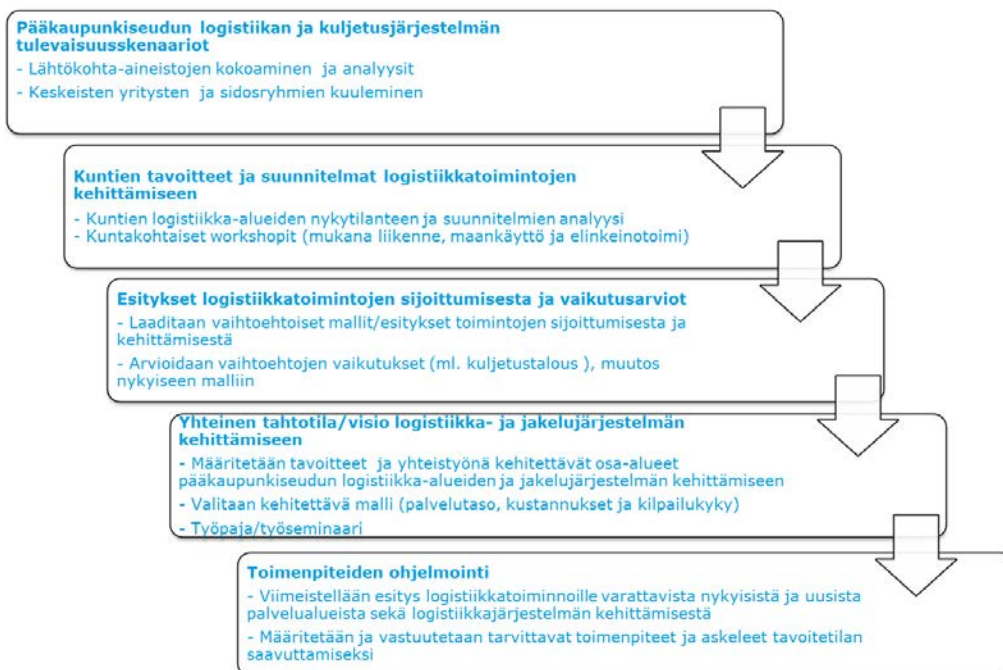 Pääkaupunkiseudun logistiikan ja kuljetusjärjestelmän
tulevaisuusskenaariot
- Lähtökohta-aineistojen kokoaminen ja analyysit
- Keskeisten yritysten ja sidosryhmien kuuleminen
Kuntien tavoitteet ja suunnitelmat logistiikkatoimintojen
kehittämiseen
- Kuntien logistiikka-alueiden nykytilanteen ja suunnitelmien analyysi
- Kuntakohtaiset workshopit (mukana liikenne, maankäyttö ja elinkeinotoimi)
Esitykset logistiikkatoimintojen sijoittumisesta ja vaikutusarviot
- Laaditaan vaihtoehtoiset mallit/esitykset toimintojen sijoittumisesta ja
kehittämisestä
- Arvioidaan vaihtoehtojen vaikutukset (ml. kuljetustalous ), muutos
nykyiseen malliin
Yhteinen tahtotila/visio logistiikka- ja jakelujärjestelmän
kehittämiseen
- Määritetään tavoitteet ja yhteistyönä kehitettävät osa-alueet
pääkaupunkiseudun logistiikka-alueiden ja jakelujärjestelmän kehittämiseen
- Valitaan kehitettävä malli (palvelutaso, kustannukset ja kilpailukyky)
- Työpaja/työseminaari
Toimenpiteiden ohjelmointi
- Viimeistellään esitys logistiikkatoiminnoille varattavista nykyisistä ja uusista
palvelualueista sekä logistiikkajärjestelmän kehittämisestä
- Määritetään ja vastuutetaan tarvittavat toimenpiteet ja askeleet tavoitetilan
saavuttamiseksi